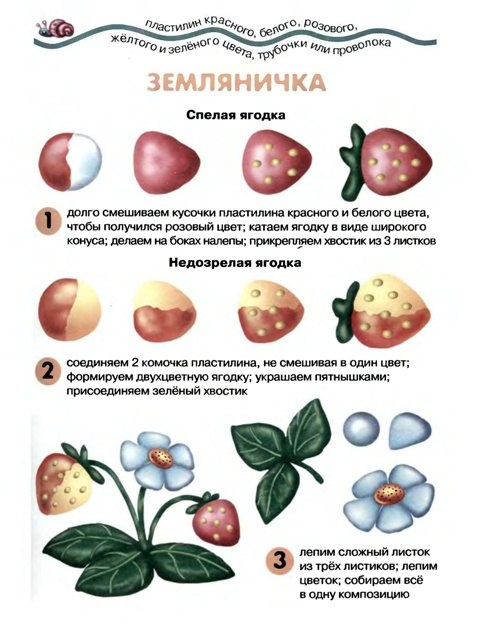 пластилин красного, белого, розового,
жёлтого и зелёного цвета, трубочки или проволока
ЗЕМЛЯНИЧКА
Спелая ягодка
1 долго смешиваем кусочки пластилина красного и белого цвета,
чтобы получился розовый цвет; катаем ягодку в виде широкого
конуса; делаем на боках налепы; прикрепляем хвостик из 3 листков
Недозрелая ягодка
2 соединяем 2 комочка пластилина, не смешивая в один цвет;
формируем двухцветную ягодку; украшаем пятнышками;
присоединяем зелёный хвостик
3 лепим сложный листок
из трёх листиков; лепим
цветок; собираем всё
в одну композицию